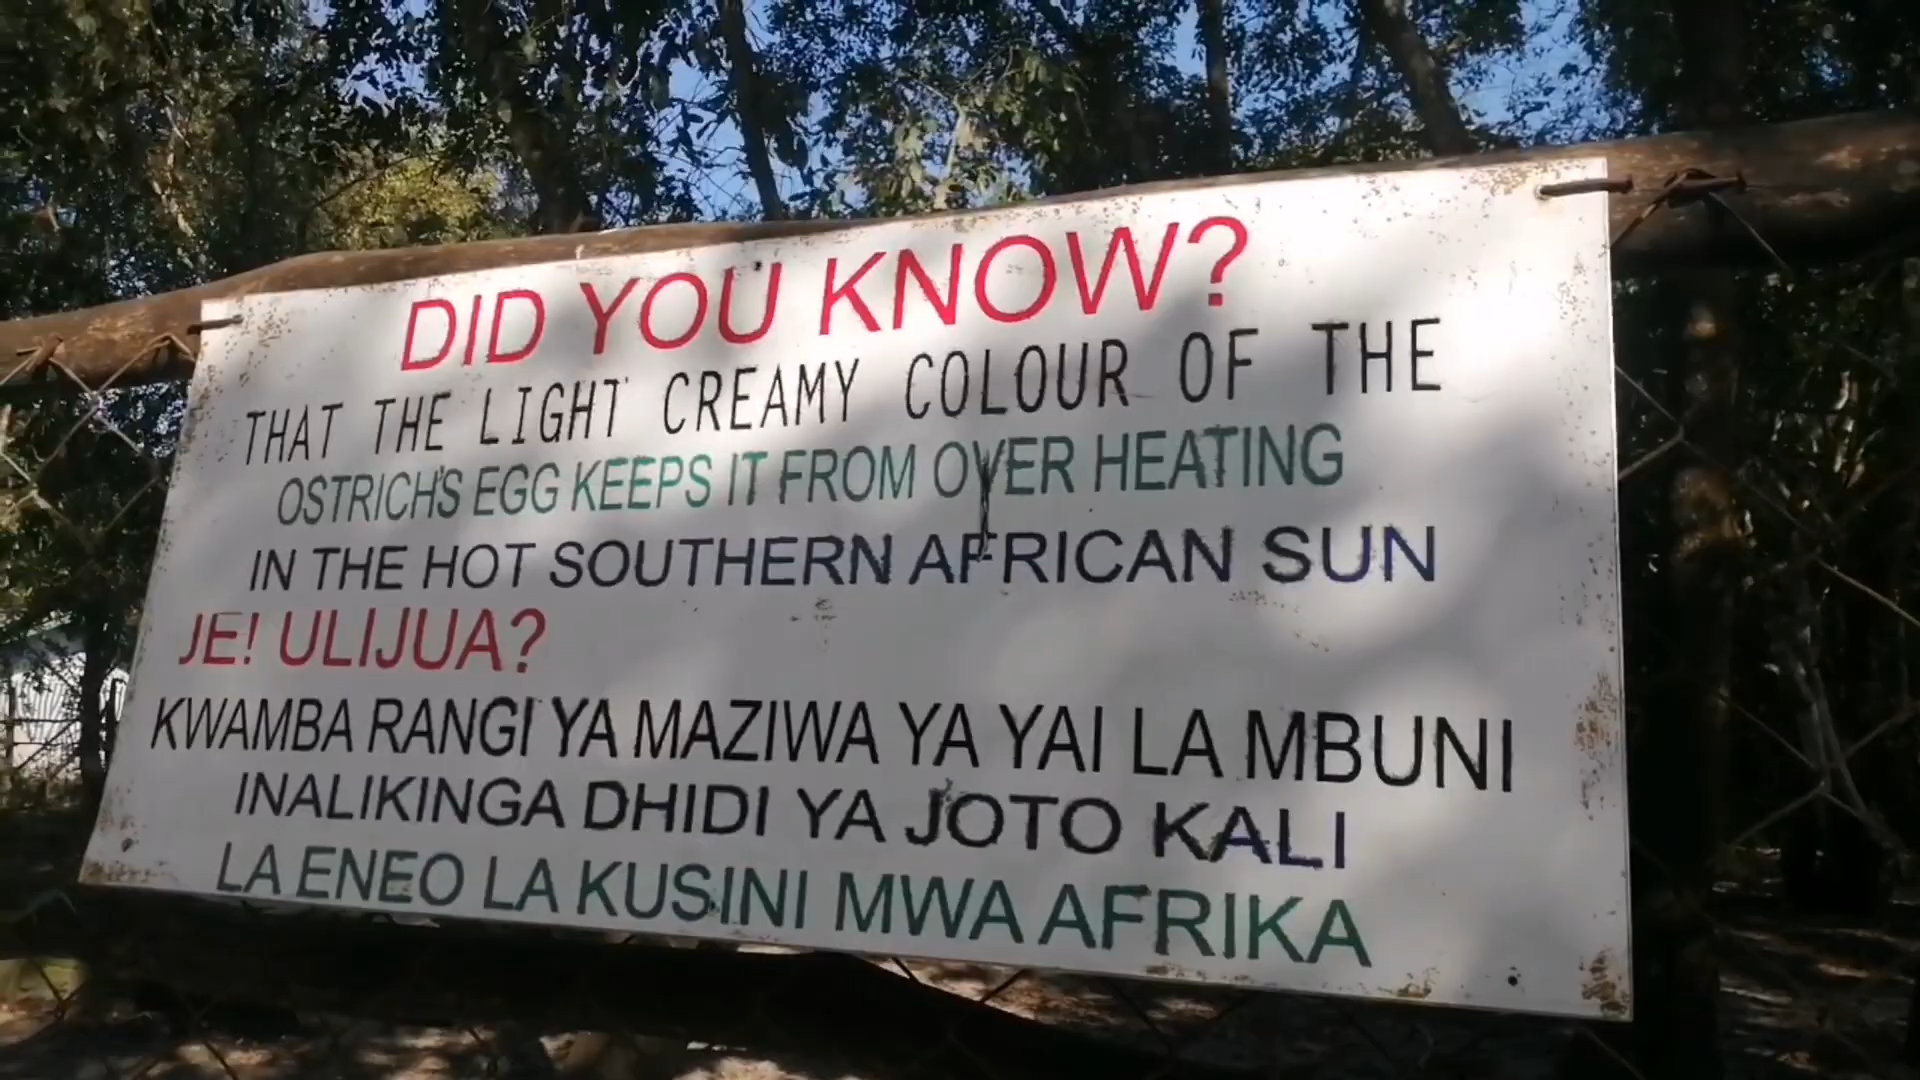 DID YOU KNOW?
THAT THE LIGHT CREAMY COLOUR OF THE
OSTRICH'S EGG KEEPS IT FROM OVER HEATING
IN THE HOT SOUTHERN AFRICAN SUN
JE! ULIJUA?
KWAMBA RANGI YA MAZIWA YA YAI LA MBUNI
INALIKINGA DHIDI YA JOTO KALI
LA ENEO LA KUSINI MWA AFRIKA